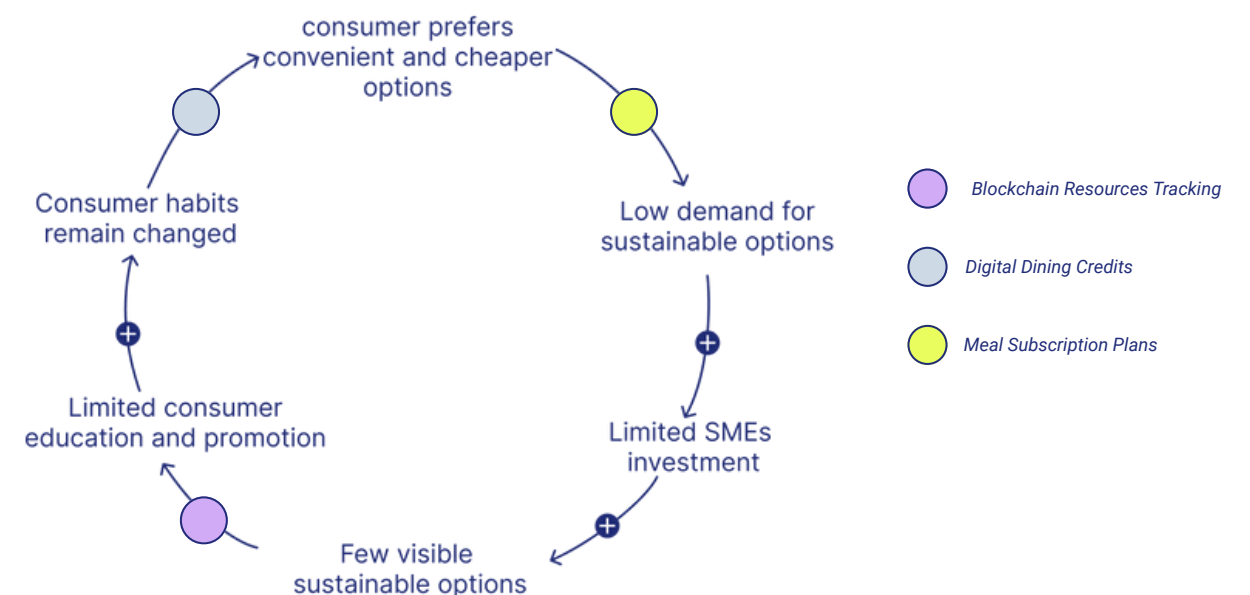 consumer prefers
convenient and cheaper
options
Low demand for
sustainable options
Limited SMEs
investment
Few visible
sustainable options
Limited consumer
education and promotion
Consumer habits
remain changed
Blockchain Resources Tracking
Digital Dining Credits
Meal Subscription Plans